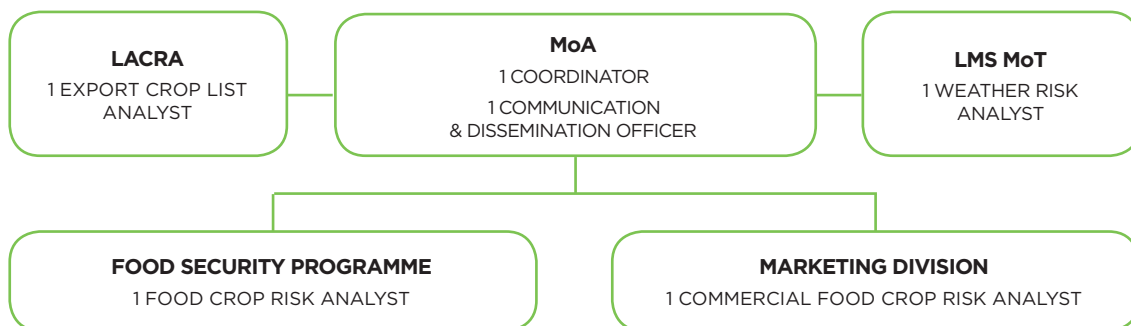 LACRA
1 EXPORT CROP LIST
ANALYST
MoA
1 COORDINATOR
1 COMMUNICATION
& DISSEMINATION OFFICER
LMS MoT
1 WEATHER RISK
ANALYST
FOOD SECURITY PROGRAMME
1 FOOD CROP RISK ANALYST
MARKETING DIVISION
1 COMMERCIAL FOOD CROP RISK ANALYST